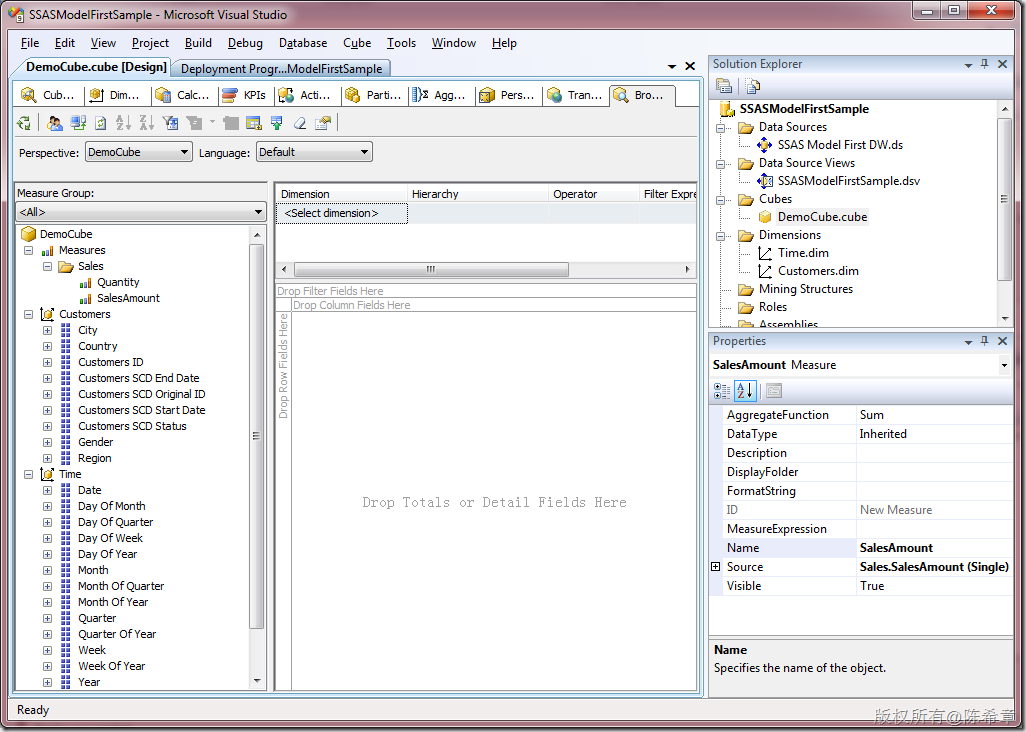 SSASModelFirstSample - Microsoft Visual Studio
File Edit View Project Build Debug Database Cube Tools Window Help
DemoCube.cube [Design] Deployment Progr...ModelFirstSample
Cub... Dim... Calc... KPIs Acti... Parti... Agg... Pers... Tran... Bro...
Perspective: DemoCube Language: Default
Measure Group:
<All>
DemoCube
Measures
Sales
Quantity
SalesAmount
Customers
City
Country
Customers ID
Customers SCD End Date
Customers SCD Original ID
Customers SCD Start Date
Customers SCD Status
Gender
Region
Time
Date
Day Of Month
Day Of Quarter
Day Of Week
Day Of Year
Month
Month Of Quarter
Month Of Year
Quarter
Quarter Of Year
Week
Week Of Year
Year
Dimension Hierarchy Operator Filter Expre
<Select dimension>
Drop Filter Fields Here
Drop Column Fields Here
Drop Row Fields Here
Drop Totals or Detail Fields Here
Solution Explorer
SSASModelFirstSample
Data Sources
SSAS Model First DW.ds
Data Source Views
SSASModelFirstSample.dsv
Cubes
DemoCube.cube
Dimensions
Time.dim
Customers.dim
Mining Structures
Roles
Assemblies
Properties
SalesAmount Measure
AggregateFunction Sum
DataType Inherited
Description
DisplayFolder
FormatString
ID New Measure
MeasureExpression
Name SalesAmount
Source Sales.SalesAmount (Single)
Visible True
Name
Specifies the name of the object.
Ready
版权所有@陈希章